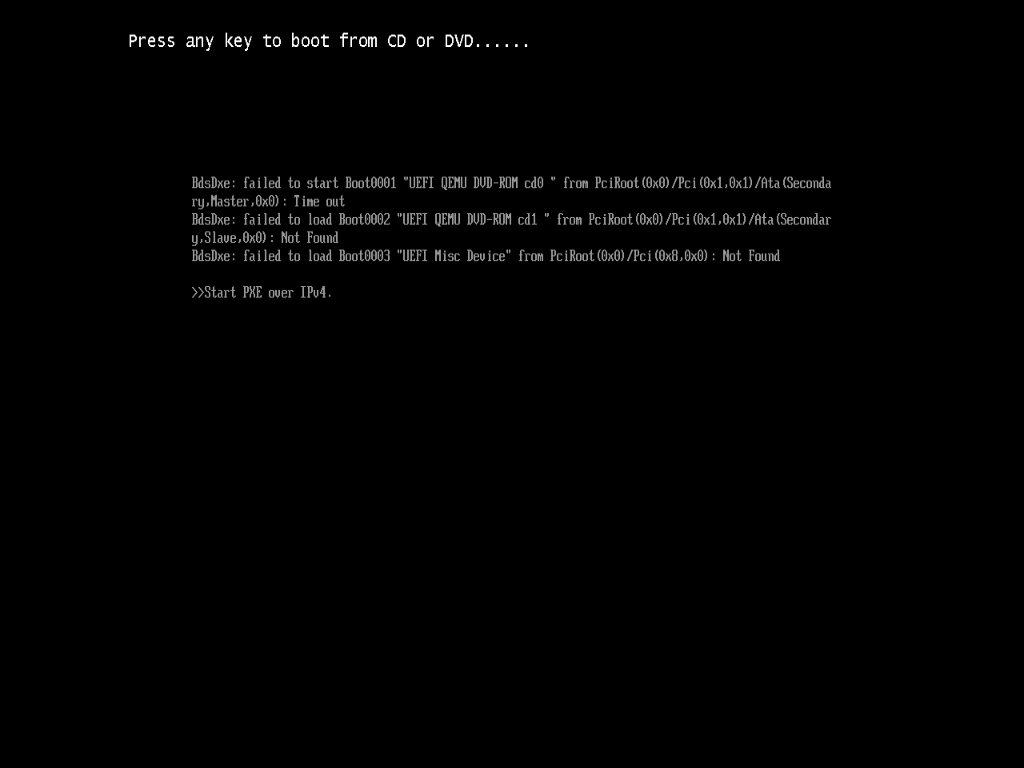 Press any key to boot from CD or DVD......
BdsDxe: failed to start Boot0001 "UEFI QEMU DVD-ROM cd0 " from PciRoot(0x0)/Pci(0x1,0x1)/Ata(Seconda
ry,Master,0x0): Time out
BdsDxe: failed to load Boot0002 "UEFI QEMU DVD-ROM cd1 " from PciRoot(0x0)/Pci(0x1,0x1)/Ata(Secondar
y,Slave,0x0): Not Found
BdsDxe: failed to load Boot0003 "UEFI Misc Device" from PciRoot(0x0)/Pci(0x8,0x0): Not Found
>>Start PXE over IPv4.